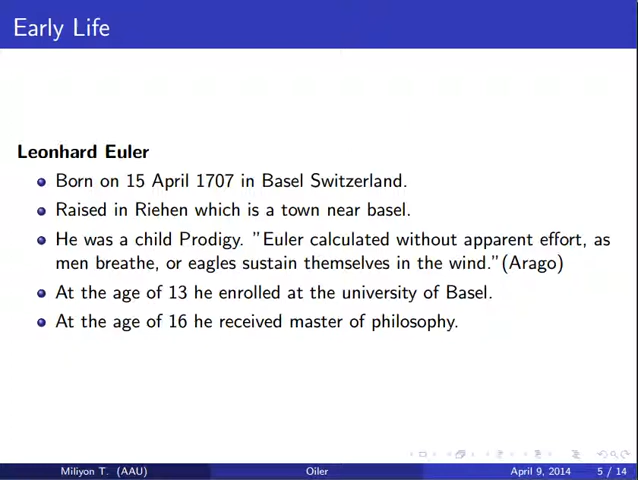 Early Life
Leonhard Euler
Born on 15 April 1707 in Basel Switzerland.
Raised in Riehen which is a town near basel.
He was a child Prodigy. "Euler calculated without apparent effort, as
men breathe, or eagles sustain themselves in the wind."(Arago)
At the age of 13 he enrolled at the university of Basel.
At the age of 16 he received master of philosophy.
Miliyon T. (AAU) Oiler April 9, 2014 5 / 14